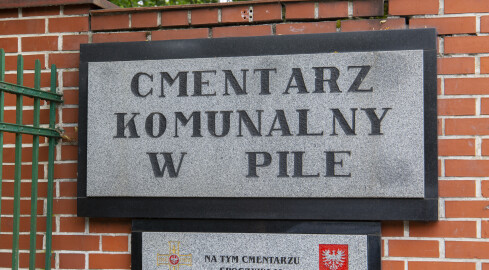 CMENTARZ
KOMUNALNY
W PILE
NA TYM CMENTARZU